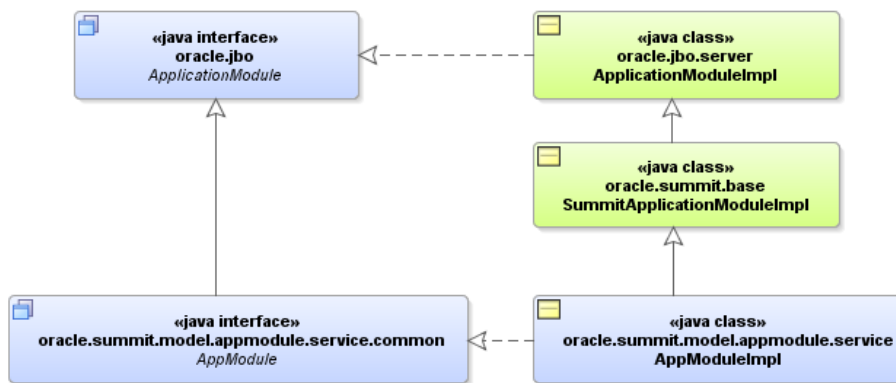 «java interface»
oracle.jbo
ApplicationModule
«java class»
oracle.jbo.server
ApplicationModuleImpl
«java class»
oracle.summit.base
SummitApplicationModuleImpl
«java interface»
oracle.summit.model.appmodule.service.common
AppModule
«java class»
oracle.summit.model.appmodule.service
AppModuleImpl